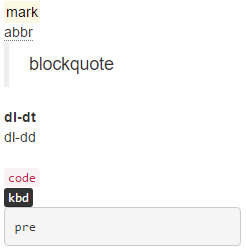 mark
abbr
blockquote
dl-dt
dl-dd
code
kbd
pre